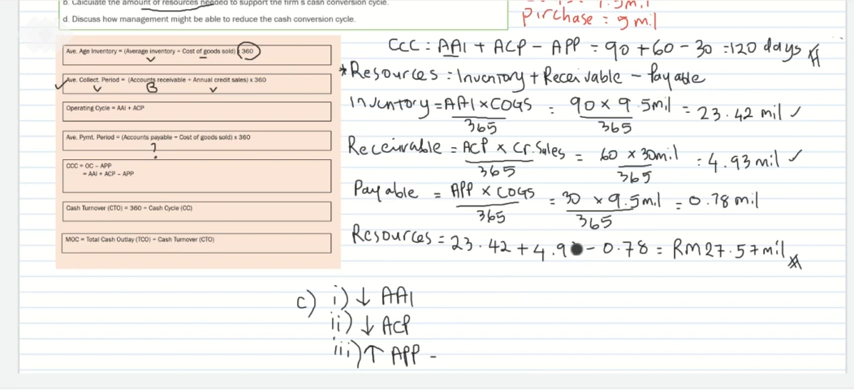 b. Calculate the amount of resources needed to support the firm's cash conversion cycle.
d. Discuss how management might be able to reduce the cash conversion cycle.
purchase : 9 mil
Ave. Age Inventory = (Average inventory ÷ Cost of goods sold) 360
Ave. Collect. Period = (Accounts receivable ÷ Annual credit sales) x 360
Operating Cycle = AAI + ACP
Ave. Pymt. Period = (Accounts payable ÷ Cost of goods sold) x 360
?
CCC = OC – APP
= AAI + ACP – APP
Cash Turnover (CTO) = 360 ÷ Cash Cycle (CC)
MOC = Total Cash Outlay (TCO) ÷ Cash Turnover (CTO)
CCC : AAI + ACP - APP = 90 + 60 - 30 = 120 days
*Resources : Inventory + Receivable - Payable
Inventory = AAI x COGS = 90 x 9.5mil = 23.42 mil ✓
365 365
Receivable = ACP x Cr. Sales = 60 x 30mil = 4.93 mil ✓
365 365
Payable = APP x COGS = 30 x 9.5mil = 0.78 mil
365 365
Resources = 23.42 + 4.9 - 0.78 = RM27.57mil
c) i) ↓ AAI
ii) ↓ ACP
iii) ↑ APP -